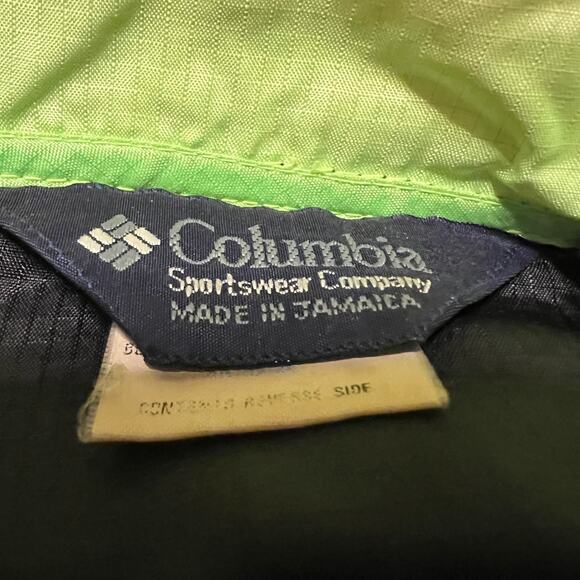 Columbia
Sportswear Company
MADE IN JAMAICA
CONTENTS REVERSE SIDE